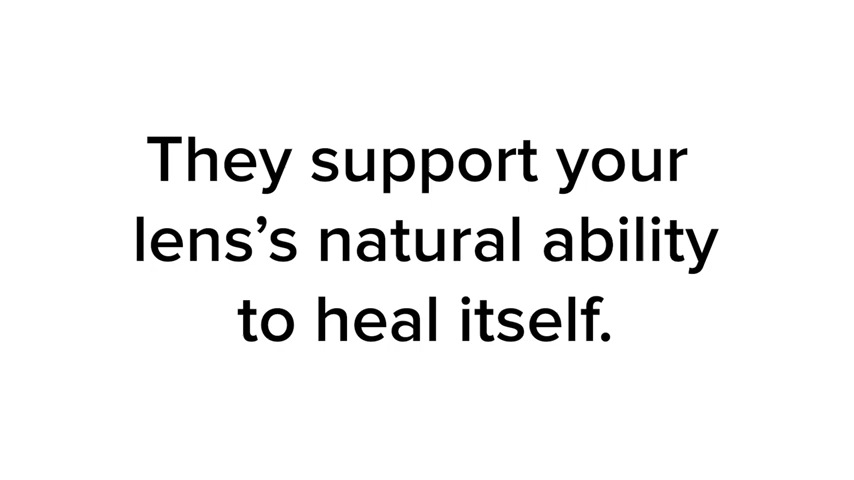 They support your
lens’s natural ability
to heal itself.